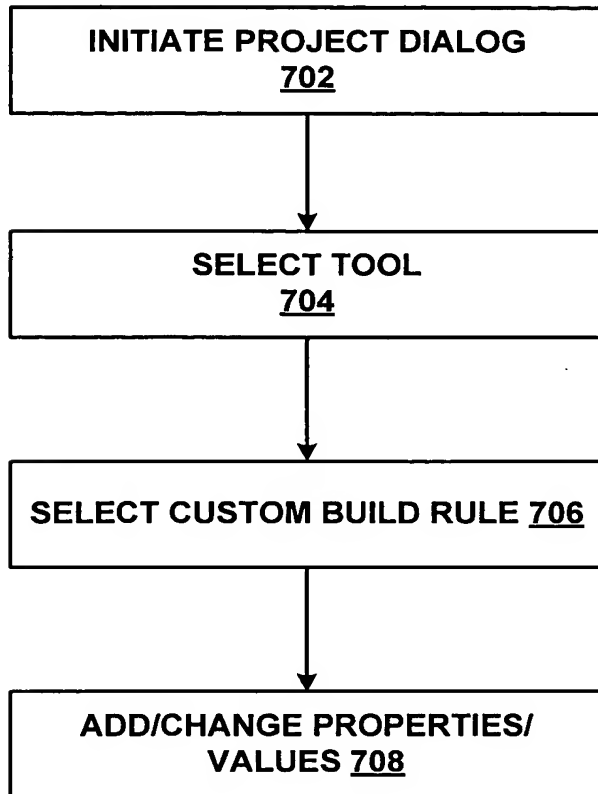 INITIATE PROJECT DIALOG
702
SELECT TOOL
704
SELECT CUSTOM BUILD RULE 706
ADD/CHANGE PROPERTIES/
VALUES 708